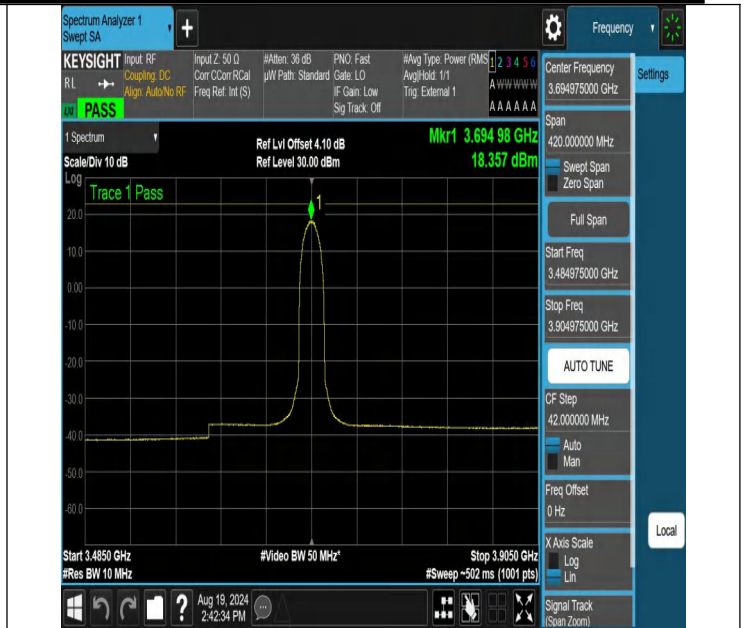 Spectrum Analyzer 1
Swept SA
+
Frequency
KEYSIGHT
RL
PASS
Input: RF
Coupling: DC
Align: Auto/No RF
Input Z: 50 Ω
Corr CCorr RCal
Freq Ref: Int (S)
#Atten: 36 dB
µW Path: Standard
PNO: Fast
Gate: LO
IF Gain: Low
Sig Track: Off
#Avg Type: Power (RMS
Avg|Hold: 1/1
Trig: External 1
1 2 3 4 5 6
A W W W W W
A A A A A A
Center Frequency
3.694975000 GHz
Settings
Span
420.000000 MHz
Swept Span
Zero Span
Full Span
Start Freq
3.484975000 GHz
Stop Freq
3.904975000 GHz
AUTO TUNE
CF Step
42.000000 MHz
Auto
Man
Freq Offset
0 Hz
X Axis Scale
Log
Lin
Local
Signal Track
(Span Zoom)
1 Spectrum
Scale/Div 10 dB
Ref Lvl Offset 4.10 dB
Ref Level 30.00 dBm
Mkr1 3.694 98 GHz
18.357 dBm
Log
Trace 1 Pass
1
20.0
10.0
0.00
-10.0
-20.0
-30.0
-40.0
-50.0
-60.0
Start 3.4850 GHz
#Res BW 10 MHz
#Video BW 50 MHz*
Stop 3.9050 GHz
#Sweep ~502 ms (1001 pts)
?
Aug 19, 2024
2:42:34 PM